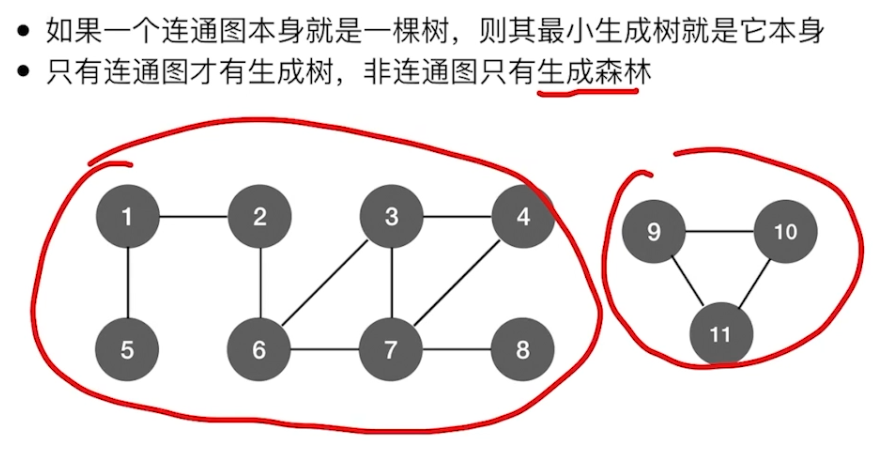 • 如果一个连通图本身就是一棵树，则其最小生成树就是它本身
• 只有连通图才有生成树，非连通图只有生成森林
1 2 3 4 9 10
11
5 6 7 8